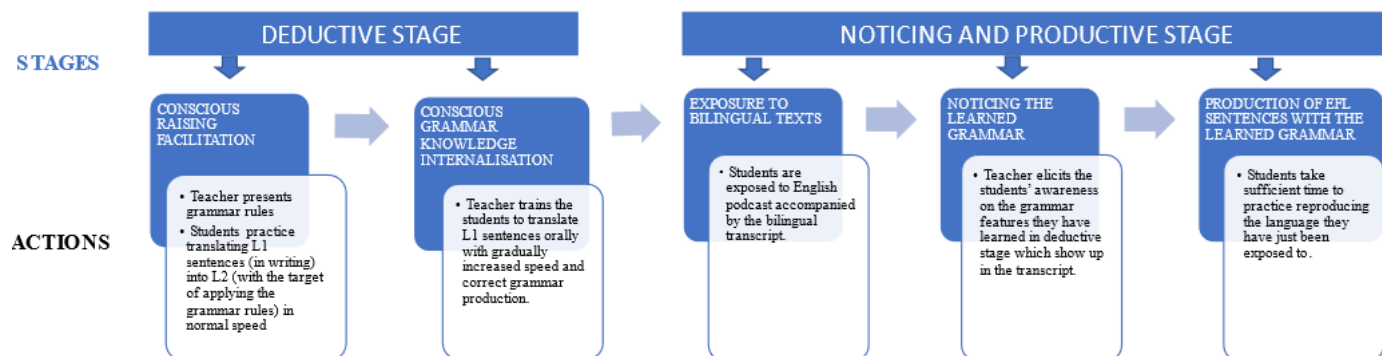 DEDUCTIVE STAGE
NOTICING AND PRODUCTIVE STAGE
STAGES
CONSCIOUS
RAISING
FACILITATION
CONSCIOUS
GRAMMAR
KNOWLEDGE
INTERNALISATION
EXPOSURE TO
BILINGUAL TEXTS
NOTICING THE
LEARNED
GRAMMAR
PRODUCTION OF EFL
SENTENCES WITH THE
LEARNED GRAMMAR
ACTIONS
• Teacher presents
grammar rules
• Students practice
translating L1
sentences (in writing)
into L2 (with the target
of applying the
grammar rules) in
normal speed
• Teacher trains the
students to translate
L1 sentences orally
with gradually
increased speed and
correct grammar
production.
• Students are
exposed to English
podcast accompanied
by the bilingual
transcript.
• Teacher elicits the
students’ awareness
on the grammar
features they have
learned in deductive
stage which show up
in the transcript.
• Students take
sufficient time to
practice reproducing
the language they
have just been
exposed to.